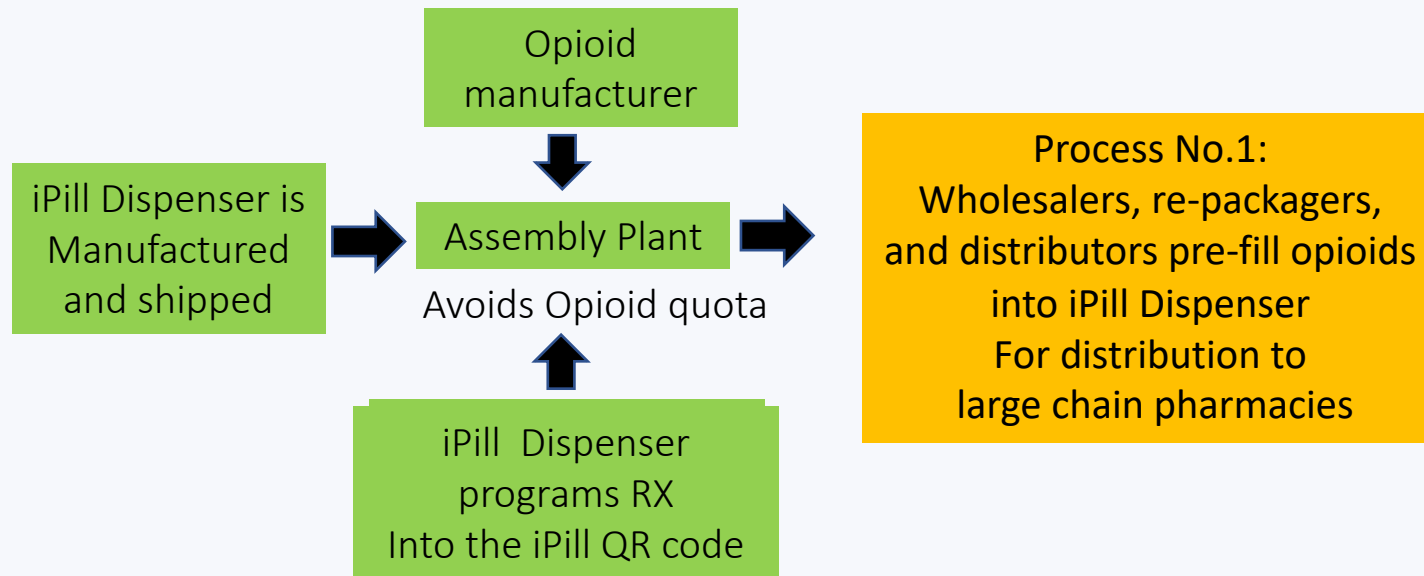 Opioid
manufacturer
iPill Dispenser is
Manufactured
and shipped
Assembly Plant
Avoids Opioid quota
iPill  Dispenser
programs RX
Into the iPill QR code
Process No.1:
Wholesalers, re-packagers,
and distributors pre-fill opioids
into iPill Dispenser
For distribution to
large chain pharmacies